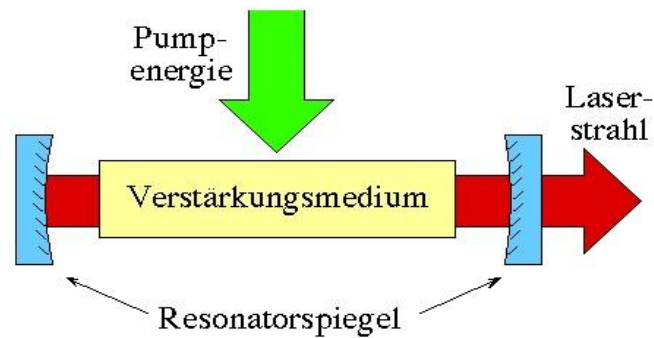 Pump-
energie
Laser-
strahl
Verstärkungsmedium
Resonatorspiegel